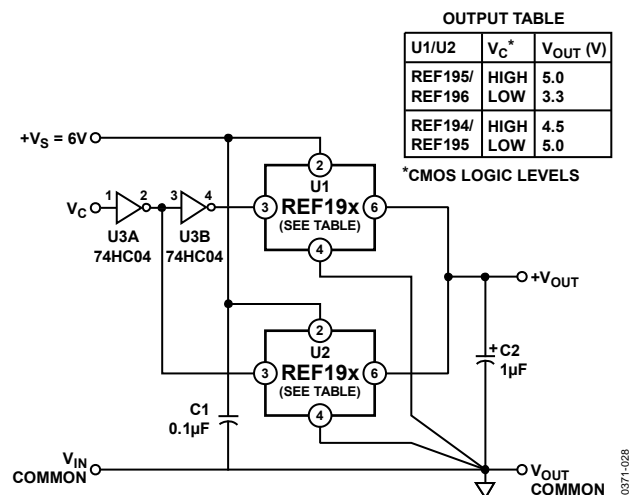 OUTPUT TABLE
U1/U2 VC* VOUT (V)
REF195/ HIGH 5.0
REF196 LOW 3.3
REF194/ HIGH 4.5
REF195 LOW 5.0
*CMOS LOGIC LEVELS
+VS = 6V
2
U1
VC 1 2 3 4 3 REF19x 6
(SEE TABLE)
U3A U3B
74HC04 74HC04
4
+VOUT
2
U2
3 REF19x 6
(SEE TABLE)
+ C2
1µF
4
C1
0.1µF
VIN
COMMON
VOUT
COMMON
0371-028